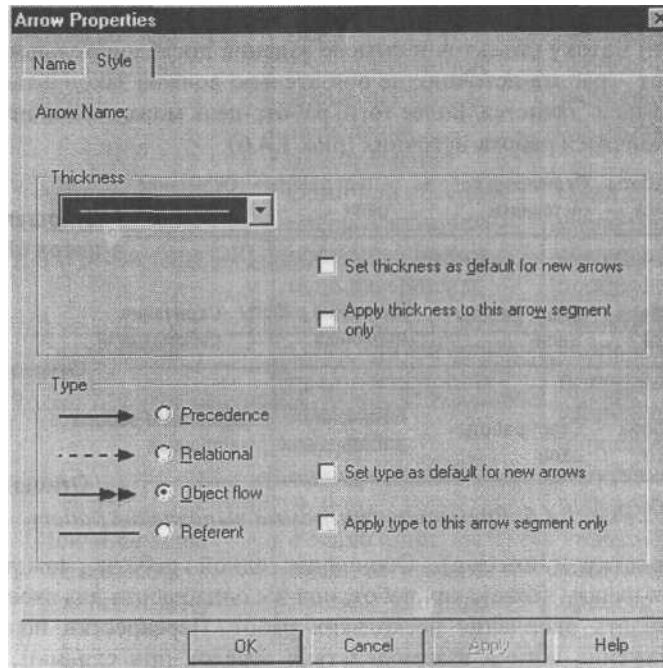 Arrow Properties
Name Style
Arrow Name:
Thickness
Set thickness as default for new arrows
Apply thickness to this arrow segment
only
Type
Precedence
Relational
Set type as default for new arrows
Object flow
Apply type to this arrow segment only
Referent
OK Cancel Apply Help